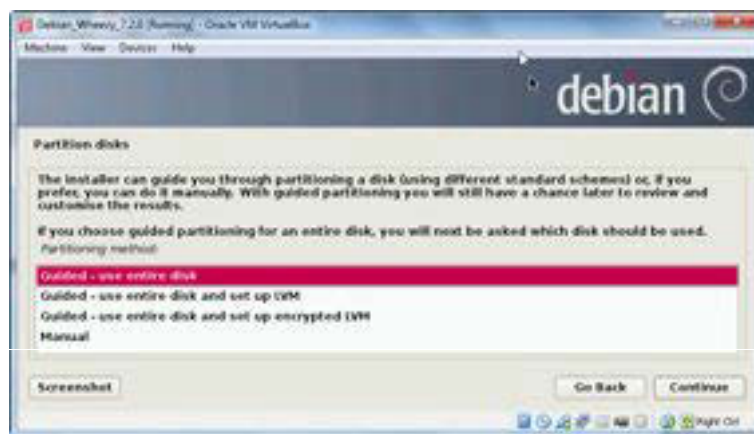 Debian_Wheezy_7.2.0 [Running] - Oracle VM VirtualBox
Machine View Devices Help
debian
Partition disks
The installer can guide you through partitioning a disk (using different standard schemes) or, if you
prefer, you can do it manually. With guided partitioning you will still have a chance later to review and
customise the results.
If you choose guided partitioning for an entire disk, you will next be asked which disk should be used.
Partitioning method:
Guided - use entire disk
Guided - use entire disk and set up LVM
Guided - use entire disk and set up encrypted LVM
Manual
Screenshot
Go Back
Continue
Right Ctrl